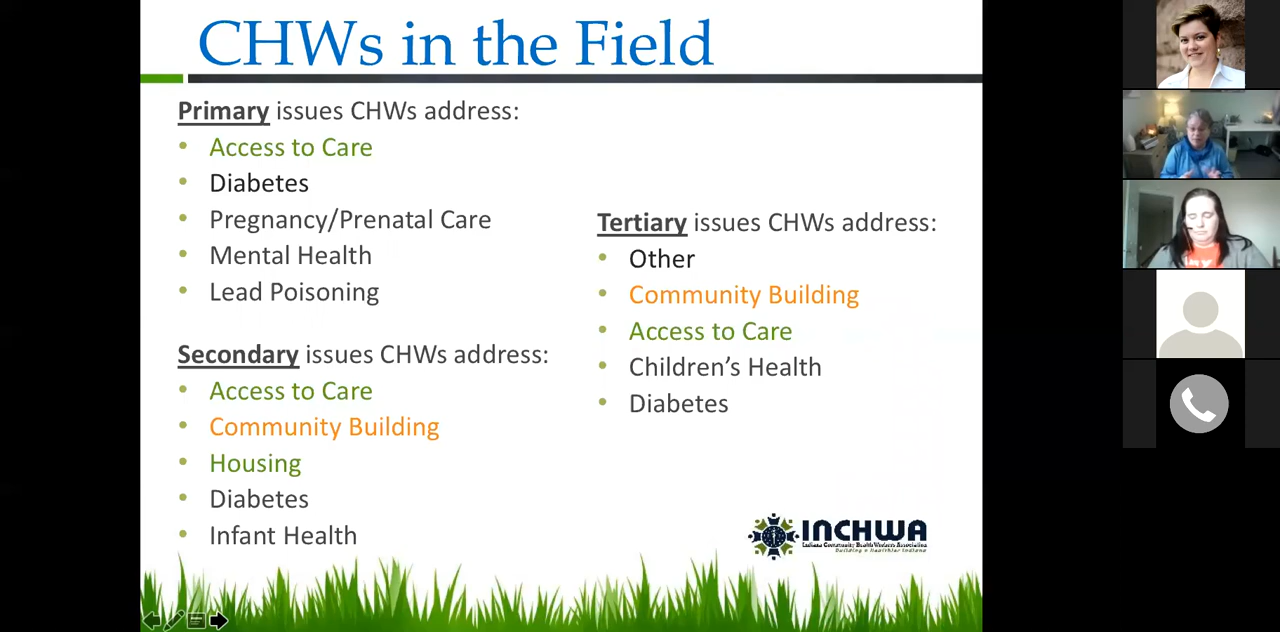 CHWs in the Field
Primary issues CHWs address:
• Access to Care
• Diabetes
• Pregnancy/Prenatal Care
• Mental Health
• Lead Poisoning
Secondary issues CHWs address:
• Access to Care
• Community Building
• Housing
• Diabetes
• Infant Health
Tertiary issues CHWs address:
• Other
• Community Building
• Access to Care
• Children’s Health
• Diabetes
INCHWA
Indiana Community Health Workers Association
Building a Healthier Indiana